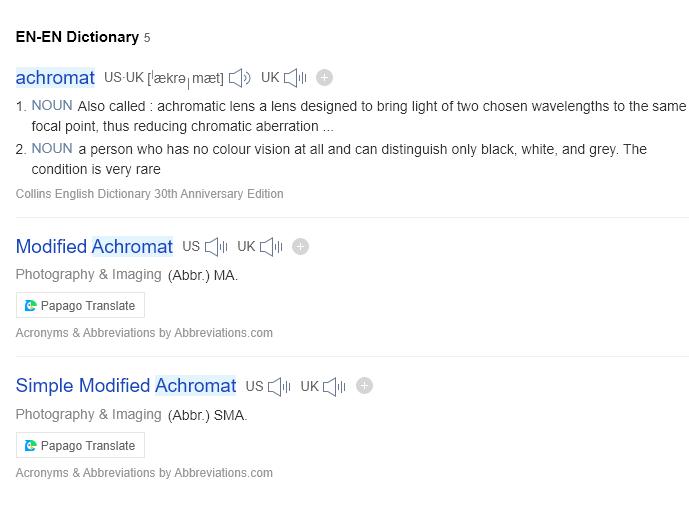 EN-EN Dictionary 5
achromat US·UK [ˈækrəˌmæt] UK
1. NOUN Also called : achromatic lens a lens designed to bring light of two chosen wavelengths to the same
focal point, thus reducing chromatic aberration ...
2. NOUN a person who has no colour vision at all and can distinguish only black, white, and grey. The
condition is very rare
Collins English Dictionary 30th Anniversary Edition
Modified Achromat US UK
Photography & Imaging (Abbr.) MA.
Papago Translate
Acronyms & Abbreviations by Abbreviations.com
Simple Modified Achromat US UK
Photography & Imaging (Abbr.) SMA.
Papago Translate
Acronyms & Abbreviations by Abbreviations.com